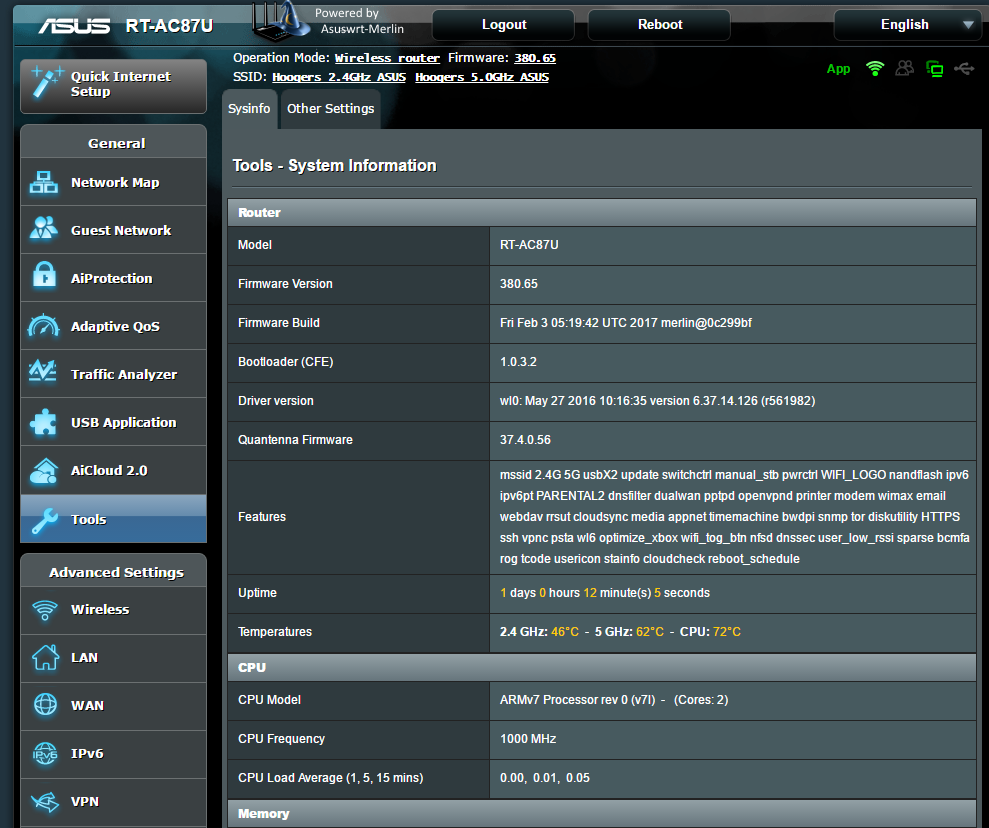 ASUS RT-AC87U
Powered by
Asuswrt-Merlin
Logout
Reboot
English
Quick Internet
Setup
Operation Mode: Wireless router Firmware: 380.65
SSID: Hoogers 2.4GHz ASUS Hoogers 5.0GHz ASUS
App
General
Network Map
Guest Network
AiProtection
Adaptive QoS
Traffic Analyzer
USB Application
AiCloud 2.0
Tools
Advanced Settings
Wireless
LAN
WAN
IPv6
VPN
Sysinfo
Other Settings
Tools - System Information
Router
Model RT-AC87U
Firmware Version 380.65
Firmware Build Fri Feb 3 05:19:42 UTC 2017 merlin@0c299bf
Bootloader (CFE) 1.0.3.2
Driver version wl0: May 27 2016 10:16:35 version 6.37.14.126 (r561982)
Quantenna Firmware 37.4.0.56
Features
mssid 2.4G 5G usbX2 update switchctrl manual_stb pwrctrl WIFI_LOGO nandflash ipv6
ipv6pt PARENTAL2 dnsfilter dualwan pptpd openvpnd printer modem wimax email
webdav rrsut cloudsync media appnet timemachine bwdpi snmp tor diskutility HTTPS
ssh vpnc psta wl6 optimize_xbox wifi_tog_btn nfsd dnssec user_low_rssi sparse bcmfa
rog tcode usericon stainfo cloudcheck reboot_schedule
Uptime 1 days 0 hours 12 minute(s) 5 seconds
Temperatures 2.4 GHz: 46°C - 5 GHz: 62°C - CPU: 72°C
CPU
CPU Model ARMv7 Processor rev 0 (v7l) - (Cores: 2)
CPU Frequency 1000 MHz
CPU Load Average (1, 5, 15 mins) 0.00, 0.01, 0.05
Memory